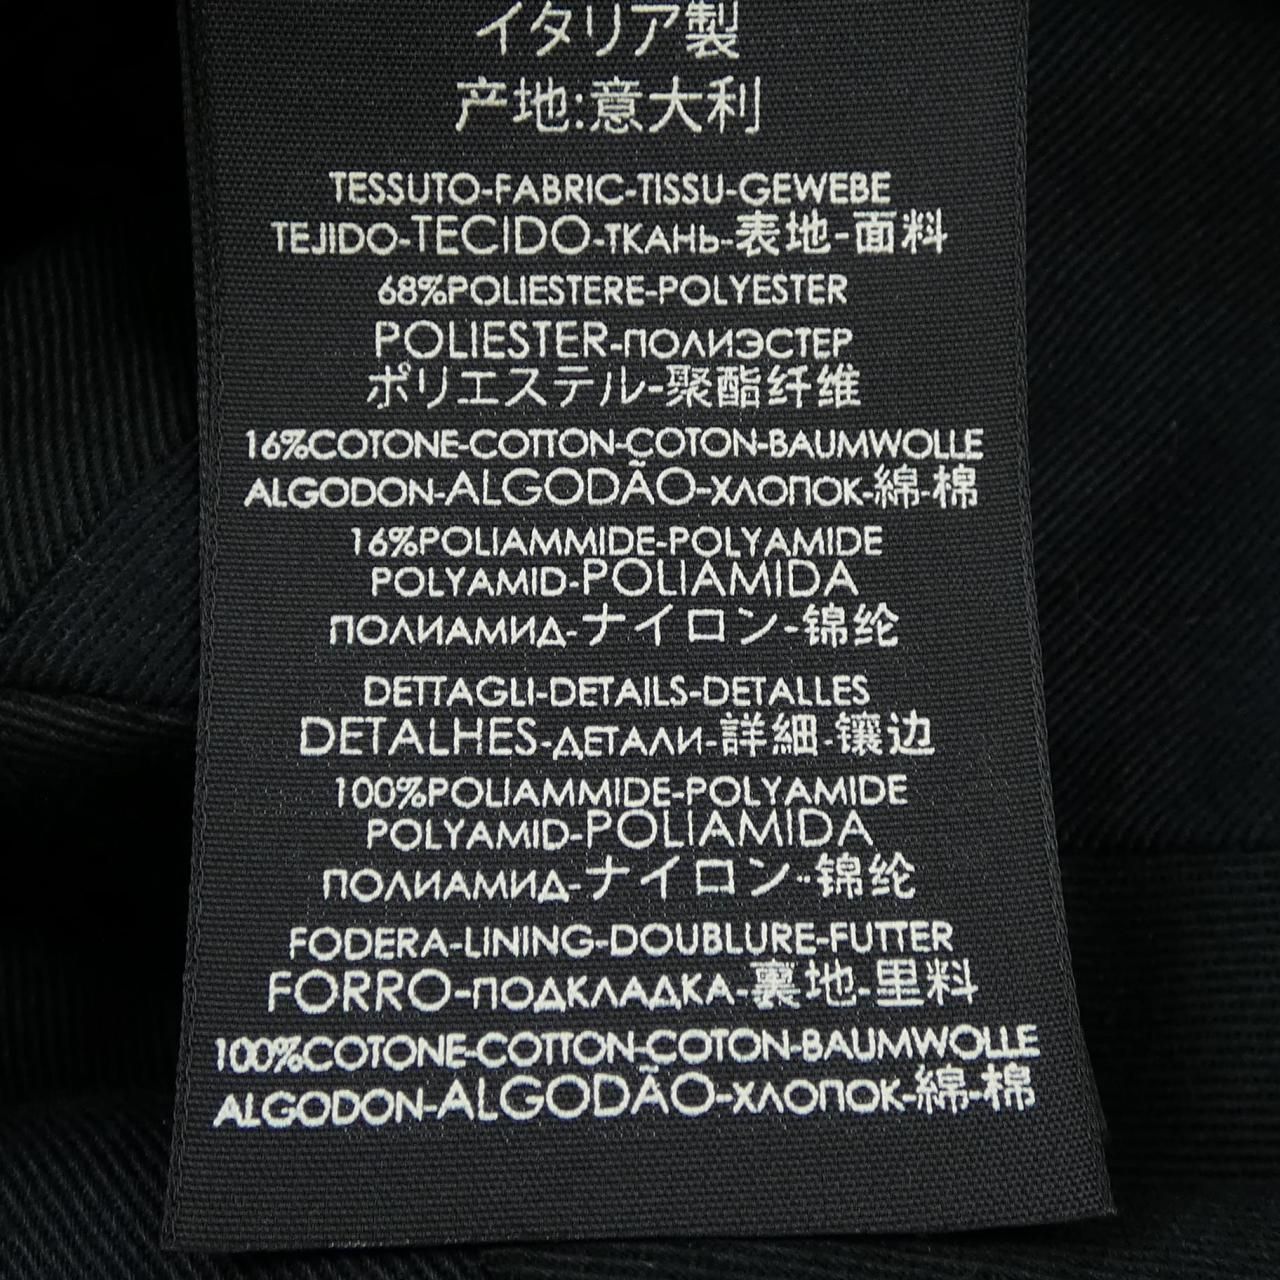 イタリア製
产地:意大利
TESSUTO-FABRIC-TISSU-GEWEBE
TEJIDO-TECIDO-ТКАНЬ-表地-面料
68%POLIESTERE-POLYESTER
POLIESTER-ПОЛИЭСТЕР
ポリエステル-聚酯纤维
16%COTONE-COTTON-COTON-BAUMWOLLE
ALGODON-ALGODÃO-ХЛОПОК-綿-棉
16%POLIAMMIDE-POLYAMIDE
POLYAMID-POLIAMIDA
ПОЛИАМИД-ナイロン-锦纶
DETTAGLI-DETAILS-DETALLES
DETALHES-ДЕТАЛИ-詳細-镶边
100%POLIAMMIDE-POLYAMIDE
POLYAMID-POLIAMIDA
ПОЛИАМИД-ナイロン-锦纶
FODERA-LINING-DOUBLURE-FUTTER
FORRO-ПОДКЛАДКА-裏地-里料
100%COTONE-COTTON-COTON-BAUMWOLLE
ALGODON-ALGODÃO-ХЛОПОК-綿-棉